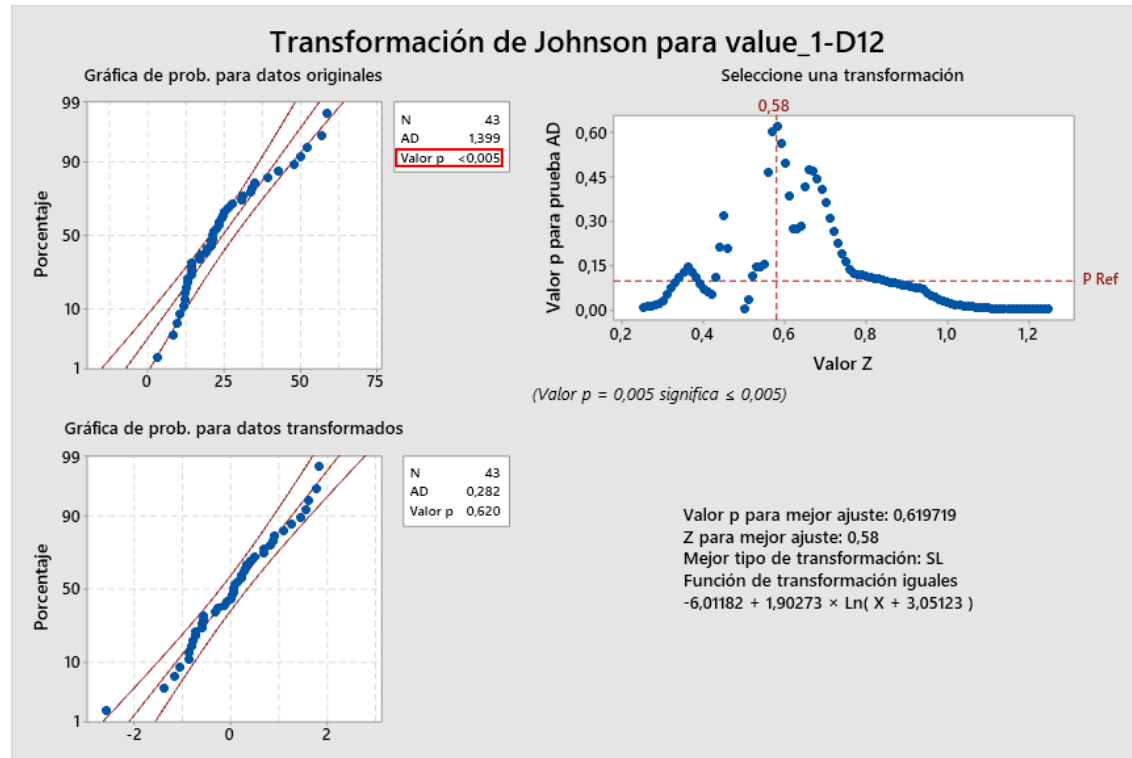 Transformación de Johnson para value_1-D12
Gráfica de prob. para datos originales
99
90
50
10
1
Porcentaje
0
25
50
75
N 43
AD 1,399
Valor p <0,005
Seleccione una transformación
0,58
0,60
0,45
0,30
0,15
0,00
Valor p para prueba AD
P Ref
0,2
0,4
0,6
0,8
1,0
1,2
Valor Z
(Valor p = 0,005 significa ≤ 0,005)
Gráfica de prob. para datos transformados
99
90
50
10
1
Porcentaje
-2
0
2
N 43
AD 0,282
Valor p 0,620
Valor p para mejor ajuste: 0,619719
Z para mejor ajuste: 0,58
Mejor tipo de transformación: SL
Función de transformación iguales
-6,01182 + 1,90273 × Ln( X + 3,05123 )